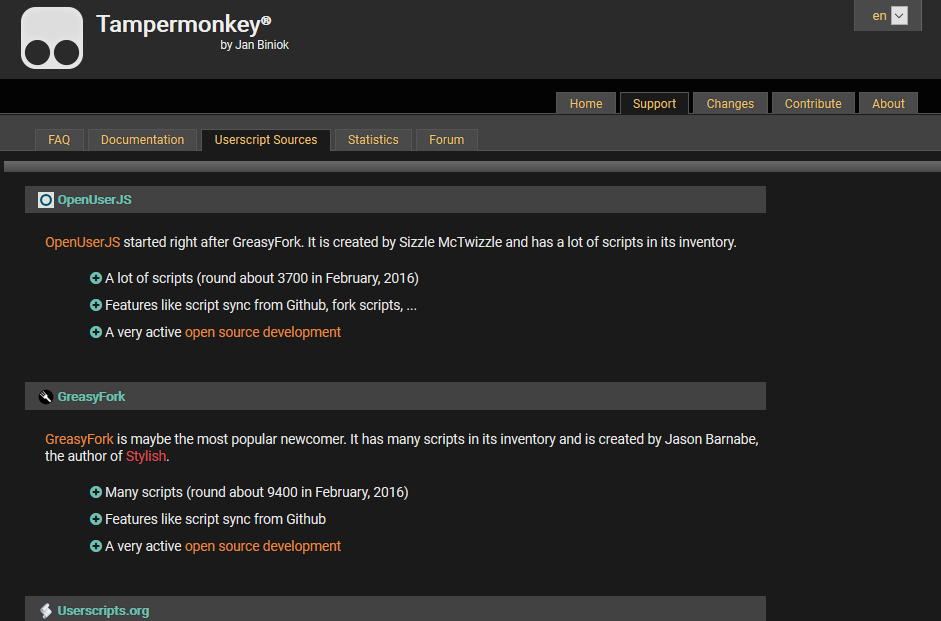 Tampermonkey®
by Jan Biniok
en
Home Support Changes Contribute About
FAQ Documentation Userscript Sources Statistics Forum
OpenUserJS
OpenUserJS started right after GreasyFork. It is created by Sizzle McTwizzle and has a lot of scripts in its inventory.
A lot of scripts (round about 3700 in February, 2016)
Features like script sync from Github, fork scripts, ...
A very active open source development
GreasyFork
GreasyFork is maybe the most popular newcomer. It has many scripts in its inventory and is created by Jason Barnabe,
the author of Stylish.
Many scripts (round about 9400 in February, 2016)
Features like script sync from Github
A very active open source development
Userscripts.org